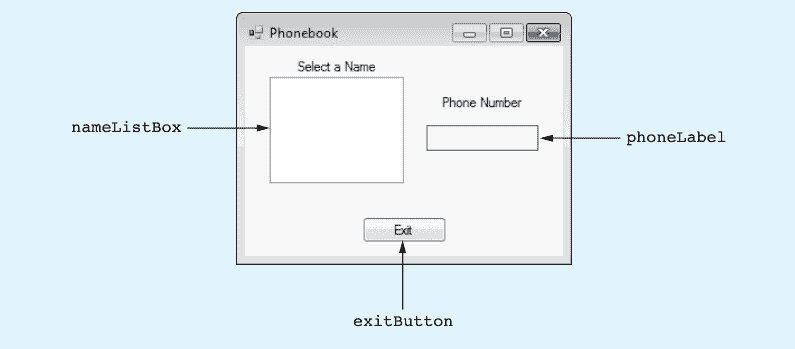 Phonebook
Select a Name
Phone Number
nameListBox
phoneLabel
Exit
exitButton